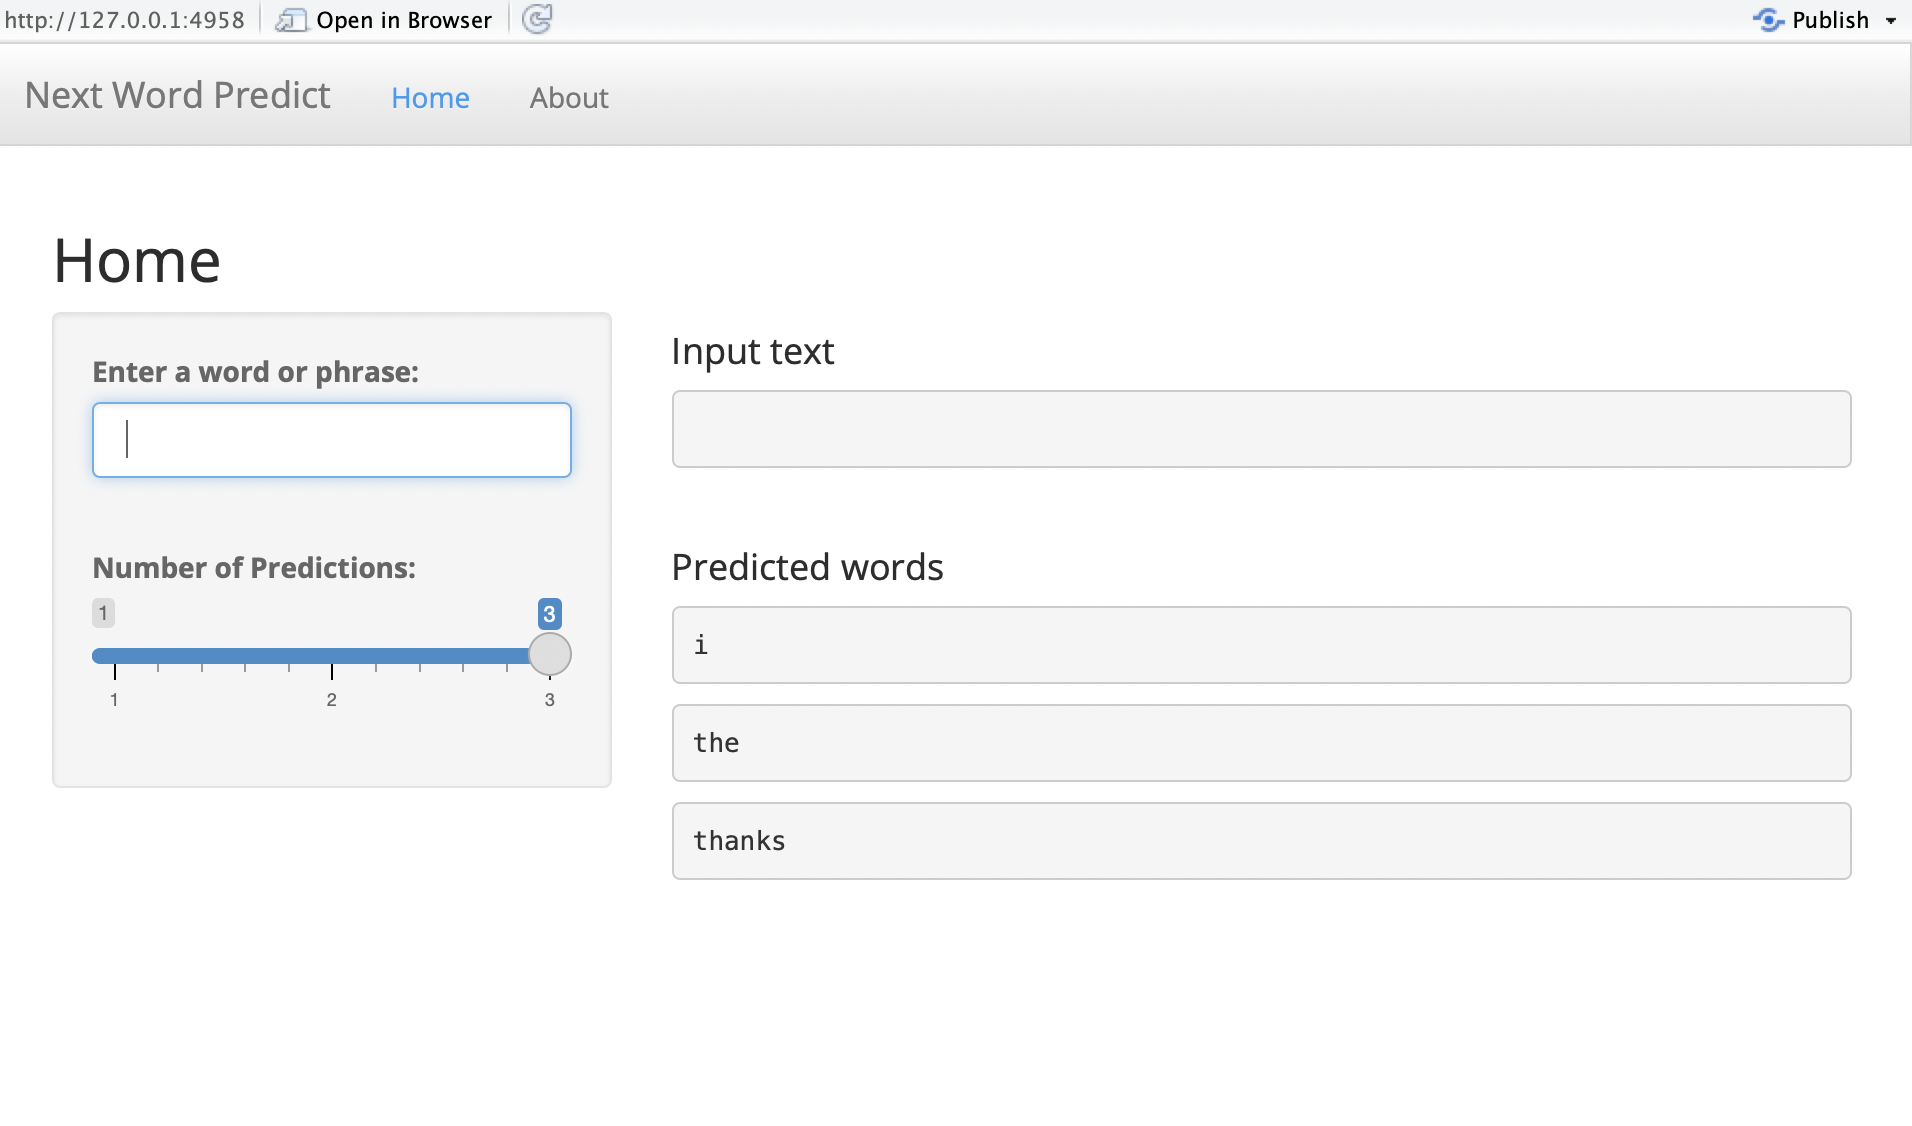 http://127.0.0.1:4958 Open in Browser Publish
Next Word Predict Home About
Home
Enter a word or phrase:
Number of Predictions:
1 3
1 2 3
Input text
Predicted words
i
the
thanks